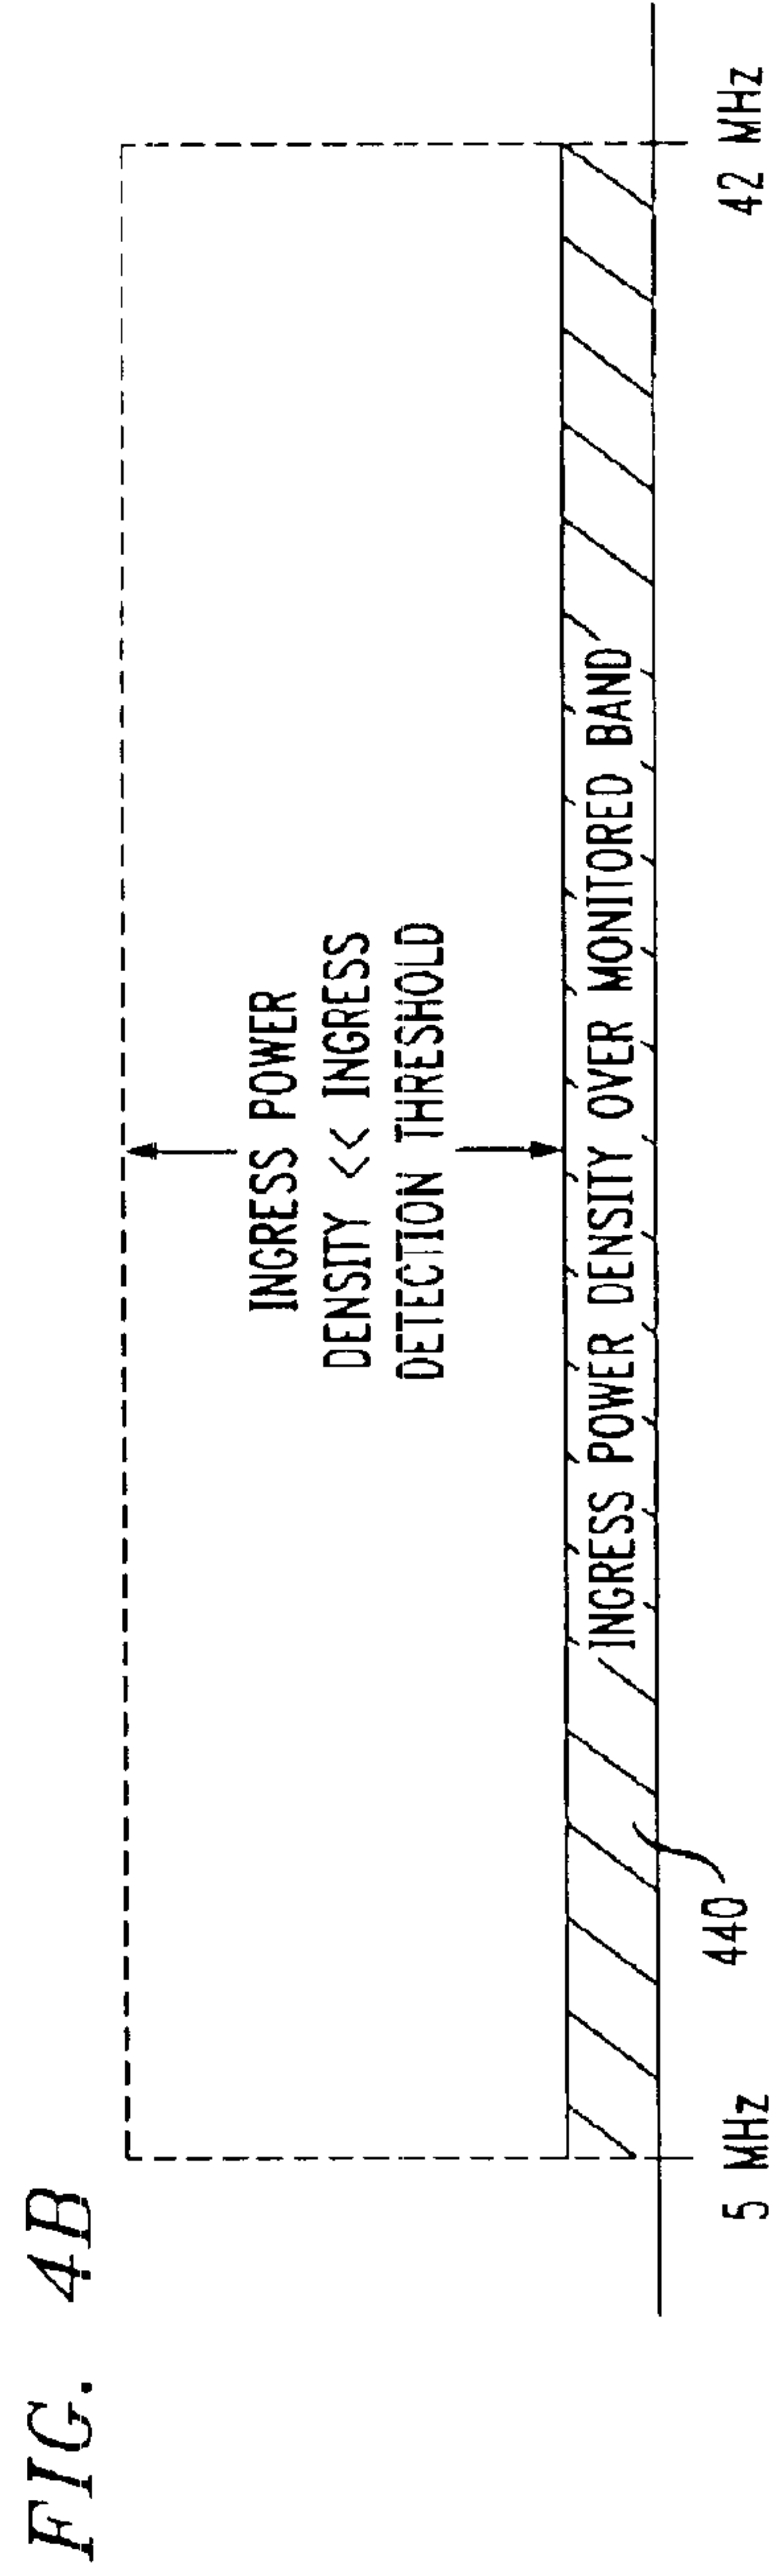 FIG. 4B
INGRESS POWER
DENSITY << INGRESS
DETECTION THRESHOLD
INGRESS POWER DENSITY OVER MONITORED BAND
440
5 MHz
42 MHz